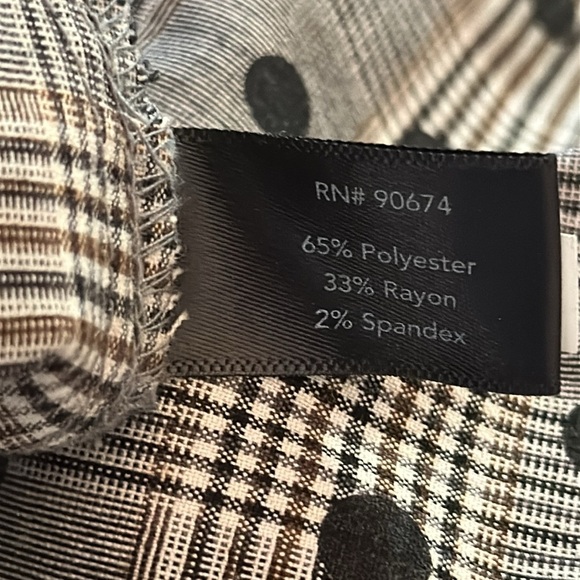 RN# 90674
65% Polyester
33% Rayon
2% Spandex